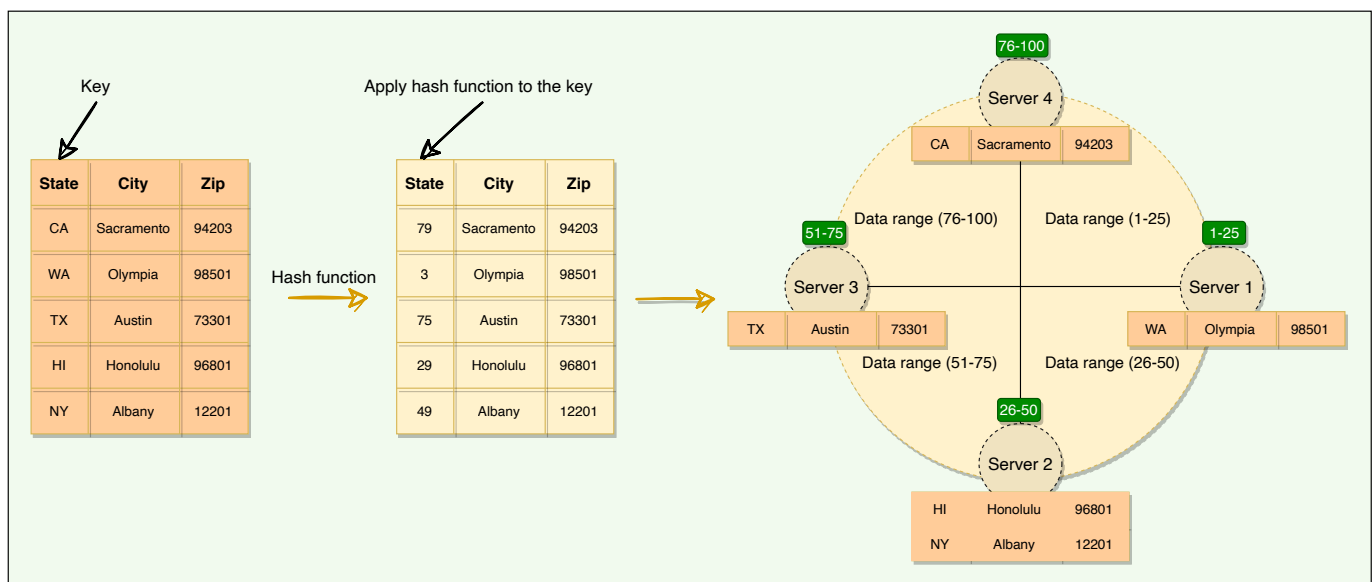 Key
State City Zip
CA Sacramento 94203
WA Olympia 98501
TX Austin 73301
HI Honolulu 96801
NY Albany 12201
Hash function
Apply hash function to the key
State City Zip
79 Sacramento 94203
3 Olympia 98501
75 Austin 73301
29 Honolulu 96801
49 Albany 12201
76-100
Server 4
CA Sacramento 94203
Data range (76-100)
Data range (1-25)
51-75
Server 3
TX Austin 73301
1-25
Server 1
WA Olympia 98501
Data range (51-75)
Data range (26-50)
26-50
Server 2
HI Honolulu 96801
NY Albany 12201